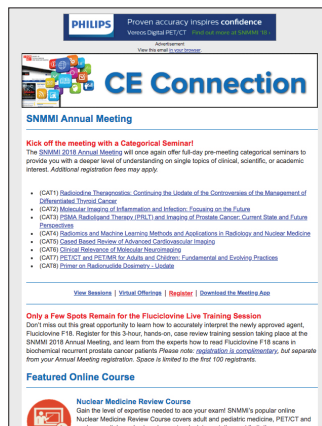 PHILIPS
Proven accuracy inspires confidence
Vereos Digital PET/CT Find out more at SNMMI '18 ›
Advertisement
View this email in your browser.
CE Connection
SNMMI Annual Meeting
Kick off the meeting with a Categorical Seminar!
The SNMMI 2018 Annual Meeting will once again offer full-day pre-meeting categorical seminars to
provide you with a deeper level of understanding on single topics of clinical, scientific, or academic
interest. Additional registration fees may apply.
• (CAT1) Radioiodine Theragnostics: Continuing the Update of the Controversies of the Management of
Differentiated Thyroid Cancer
• (CAT2) Molecular Imaging of Inflammation and Infection: Focusing on the Future
• (CAT3) PSMA Radioligand Therapy (PRLT) and Imaging of Prostate Cancer: Current State and Future
Perspectives
• (CAT4) Radiomics and Machine Learning Methods and Applications in Radiology and Nuclear Medicine
• (CAT5) Cased Based Review of Advanced Cardiovascular Imaging
• (CAT6) Clinical Relevance of Molecular Neuroimaging
• (CAT7) PET/CT and PET/MR for Adults and Children: Fundamental and Evolving Practices
• (CAT8) Primer on Radionuclide Dosimetry - Update
View Sessions | Virtual Offerings | Register | Download the Meeting App
Only a Few Spots Remain for the Fluciclovine Live Training Session
Don't miss out this great opportunity to learn how to accurately interpret the newly approved agent,
Fluciclovine F18. Register for this 3-hour, hands-on, case review training session taking place at the
SNMMI 2018 Annual Meeting, and learn from the experts how to read Fluciclovine F18 scans in
biochemical recurrent prostate cancer patients Please note: registration is complimentary, but separate
from your Annual Meeting registration. Space is limited to the first 100 registrants.
Featured Online Course
Nuclear Medicine Review Course
Gain the level of expertise needed to ace your exam! SNMMI's popular online
Nuclear Medicine Review Course covers adult and pediatric medicine, PET/CT and